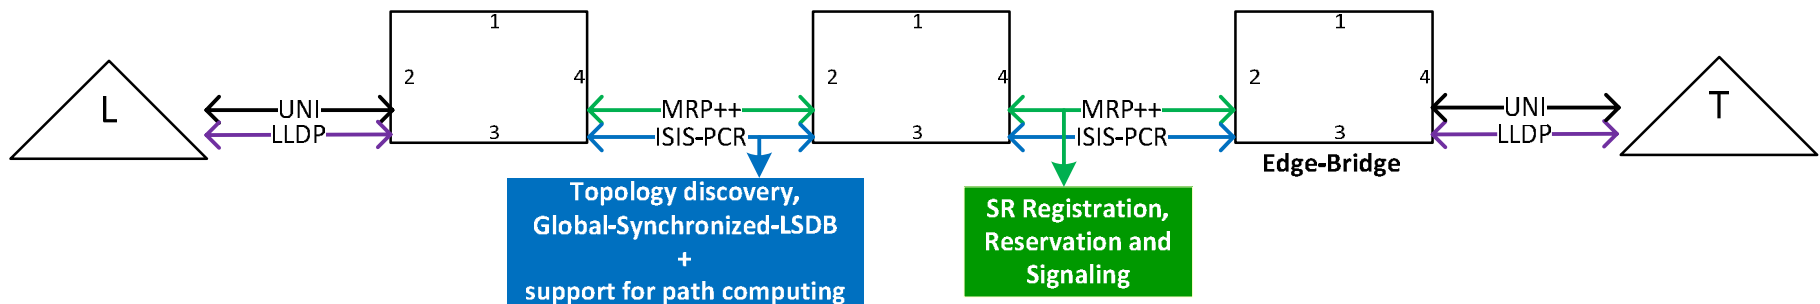 1
1
1
L
2
4
2
4
2
4
T
UNI
MRP++
MRP++
UNI
LLDP
3
ISIS-PCR
3
ISIS-PCR
3
LLDP
Edge-Bridge
Topology discovery,
Global-Synchronized-LSDB
+
support for path computing
SR Registration,
Reservation and
Signaling